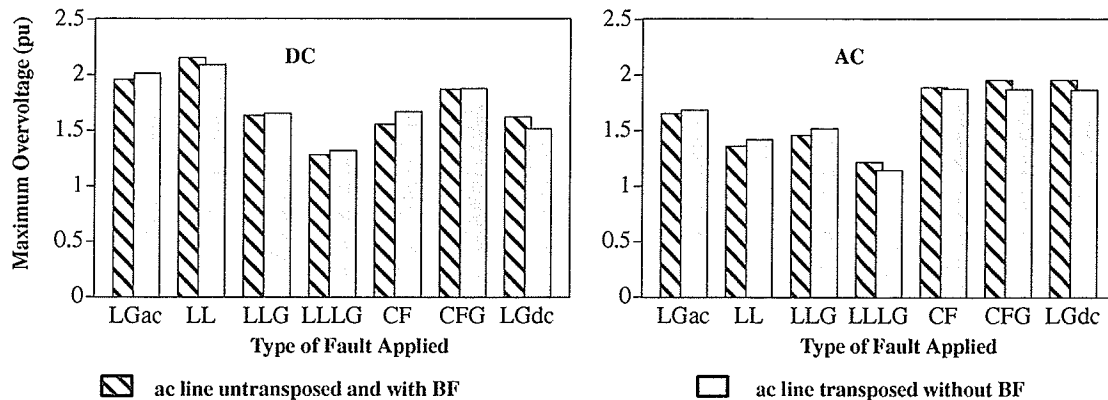 Maximum Overvoltage (pu)
2.5
2
1.5
1
0.5
0
DC
LGac LL LLG LLLG CF CFG LGdc
Type of Fault Applied
2.5
2
1.5
1
0.5
0
AC
LGac LL LLG LLLG CF CFG LGdc
Type of Fault Applied
ac line untransposed and with BF
ac line transposed without BF